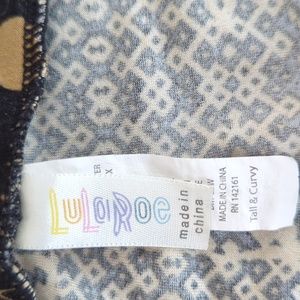 LuLaRoe
made in
china
MADE IN CHINA
RN 142161
Tall & Curvy